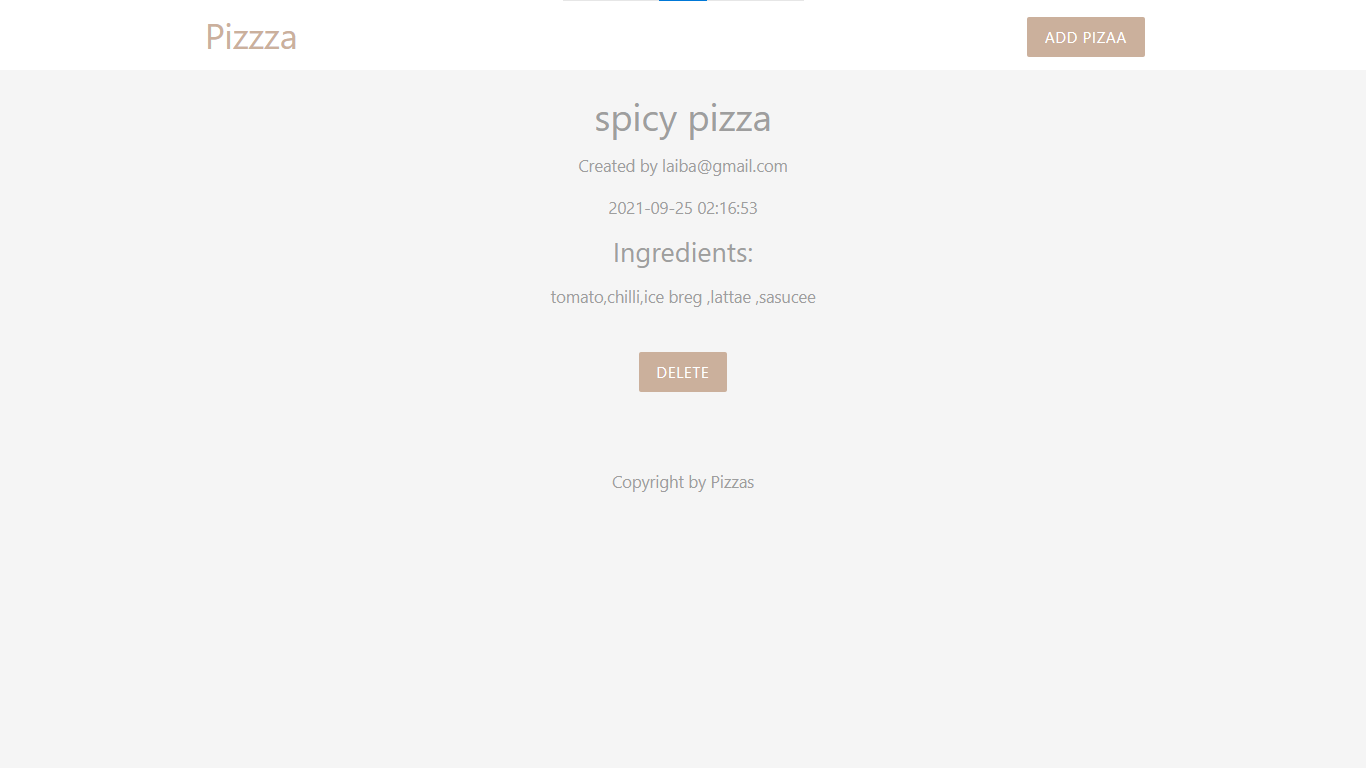 Pizzza
ADD PIZAA
spicy pizza
Created by laiba@gmail.com
2021-09-25 02:16:53
Ingredients:
tomato,chilli,ice breg ,lattae ,sasucee
DELETE
Copyright by Pizzas